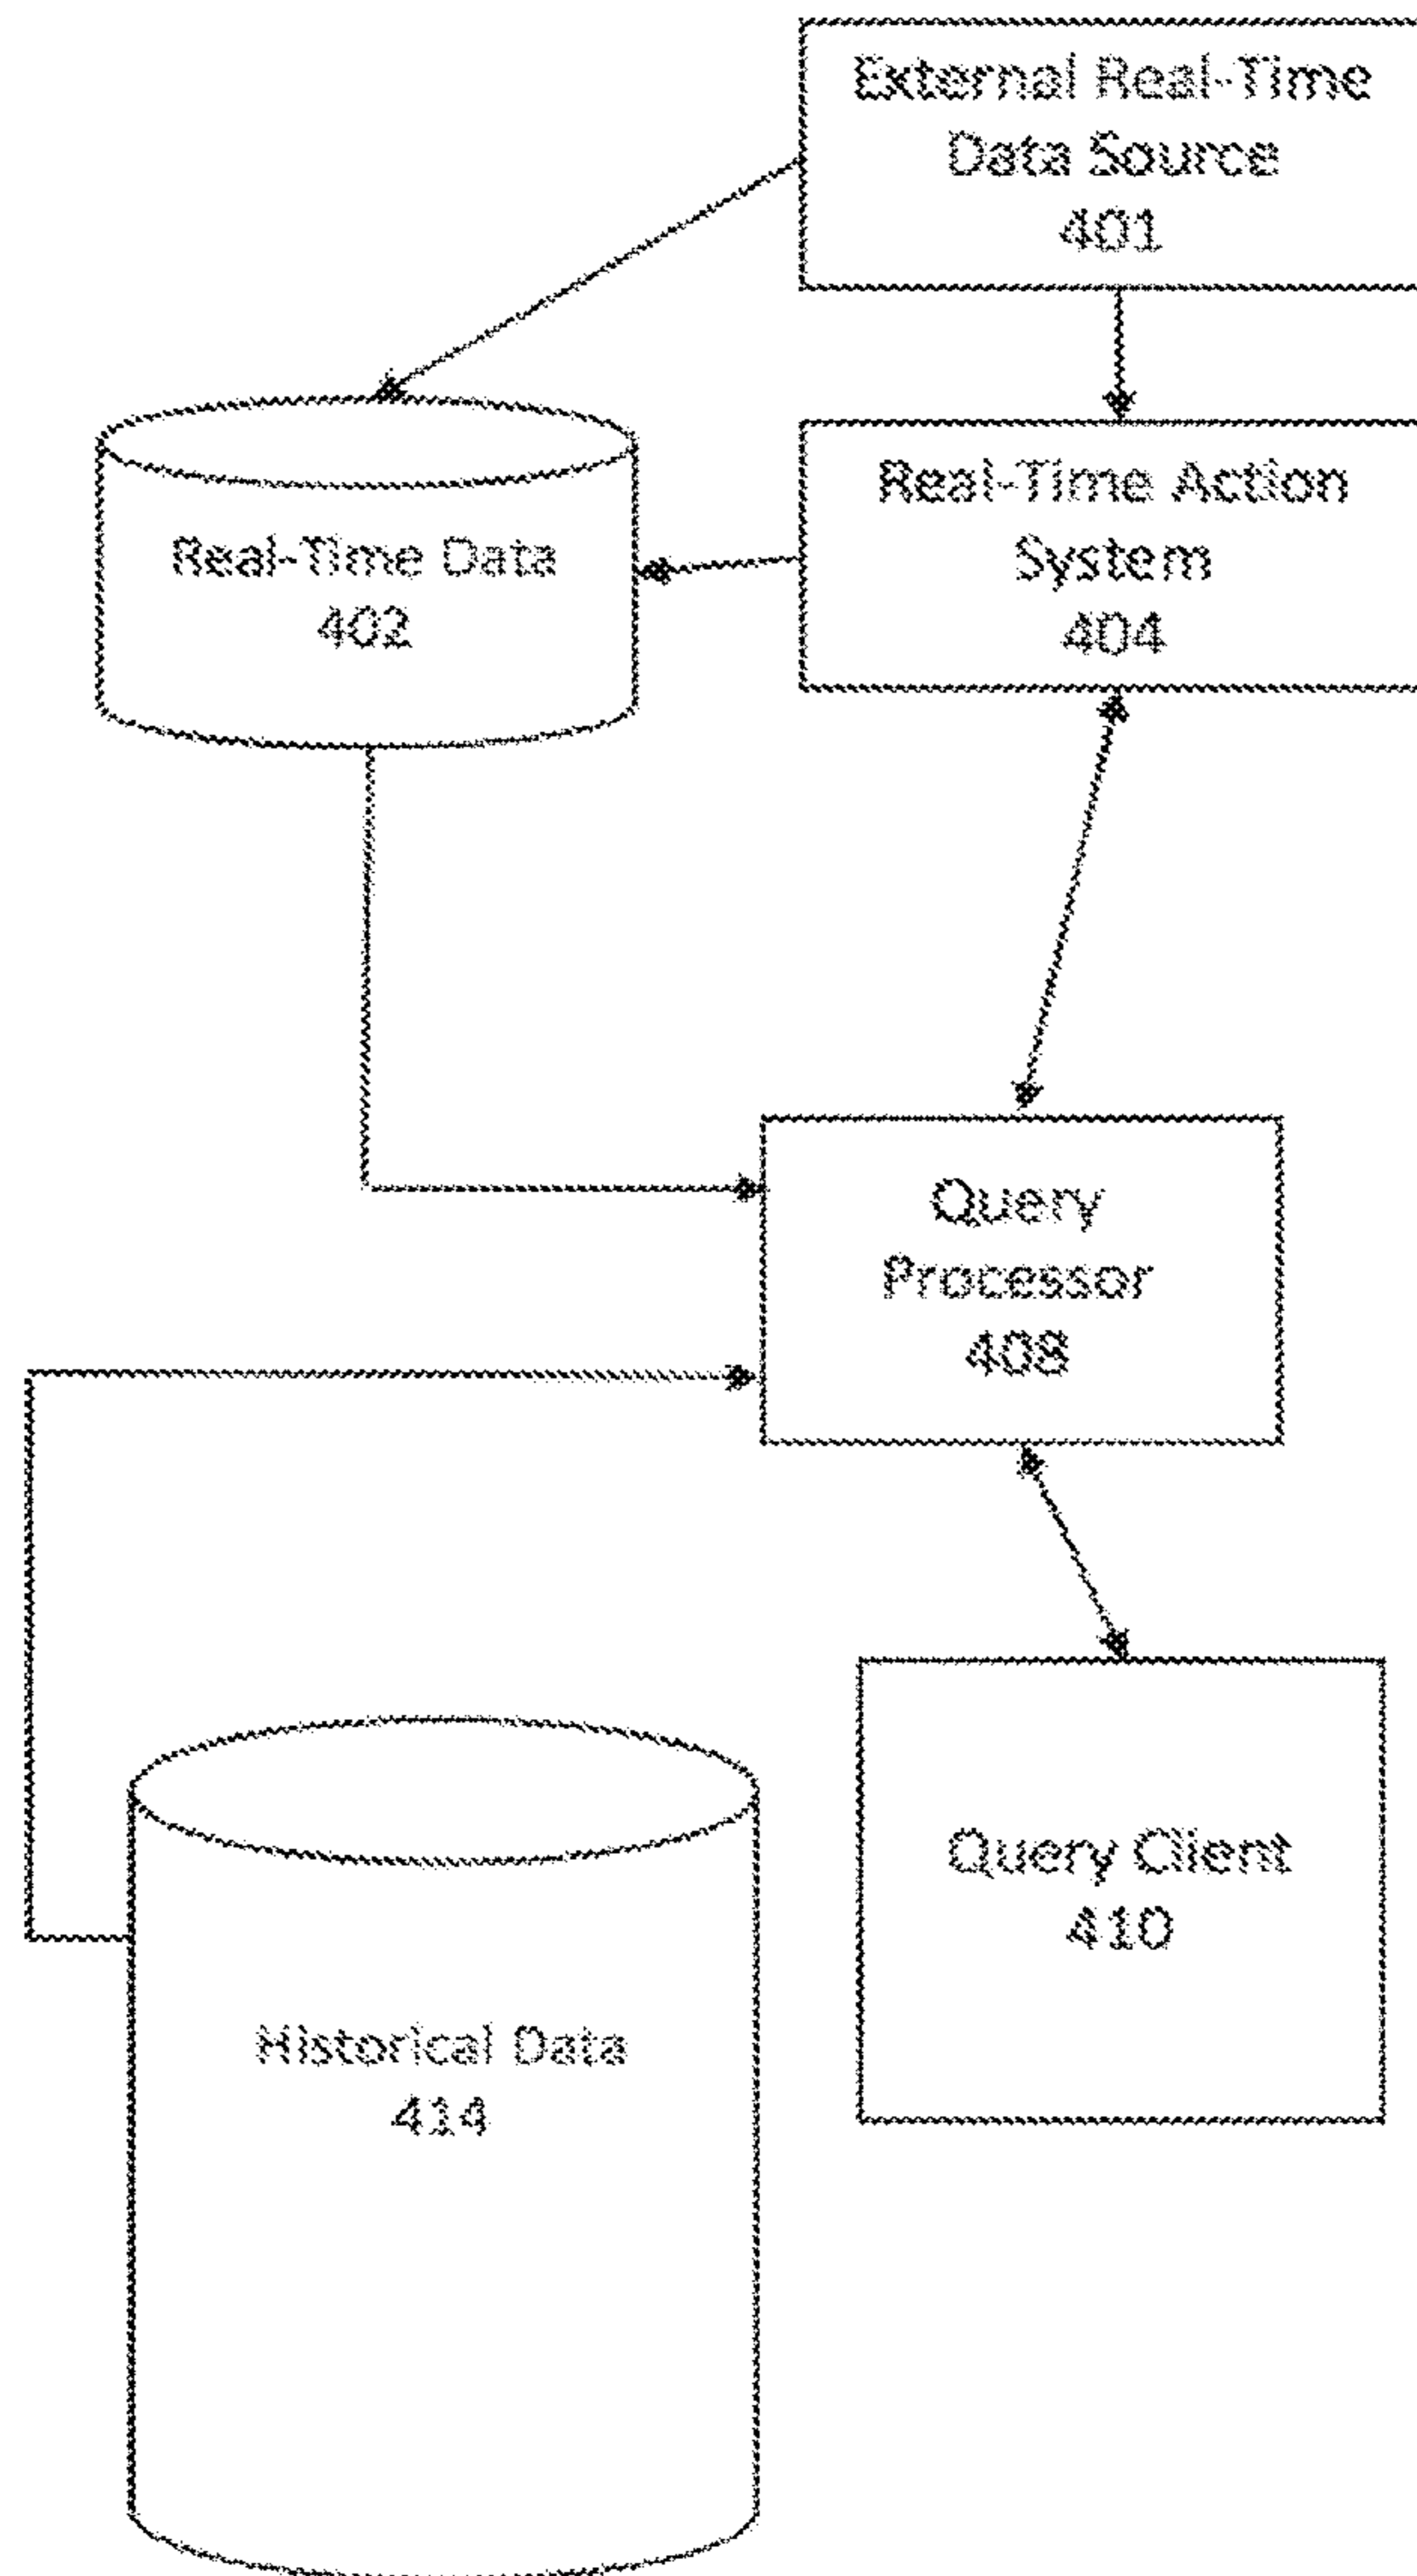 External Real-Time
Data Source
401
Real-Time Data
402
Real-Time Action
System
404
Query
Processor
408
Query Client
410
Historical Data
414